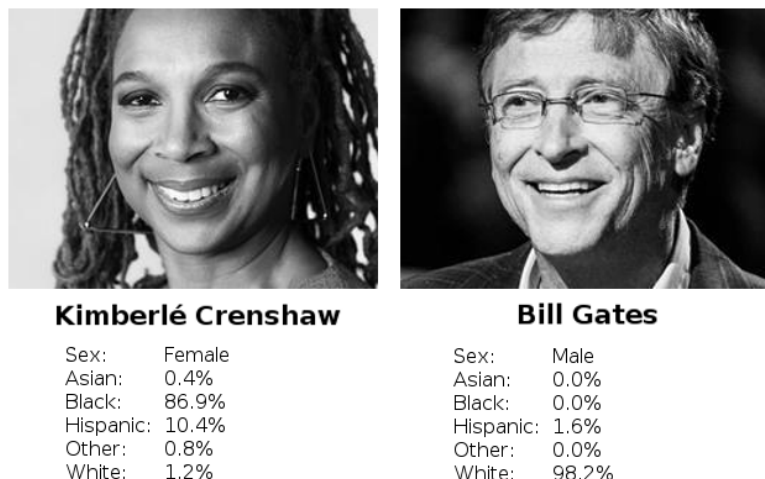 Kimberlé Crenshaw
Sex: Female
Asian: 0.4%
Black: 86.9%
Hispanic: 10.4%
Other: 0.8%
White: 1.2%
Bill Gates
Sex: Male
Asian: 0.0%
Black: 0.0%
Hispanic: 1.6%
Other: 0.0%
White: 98.2%